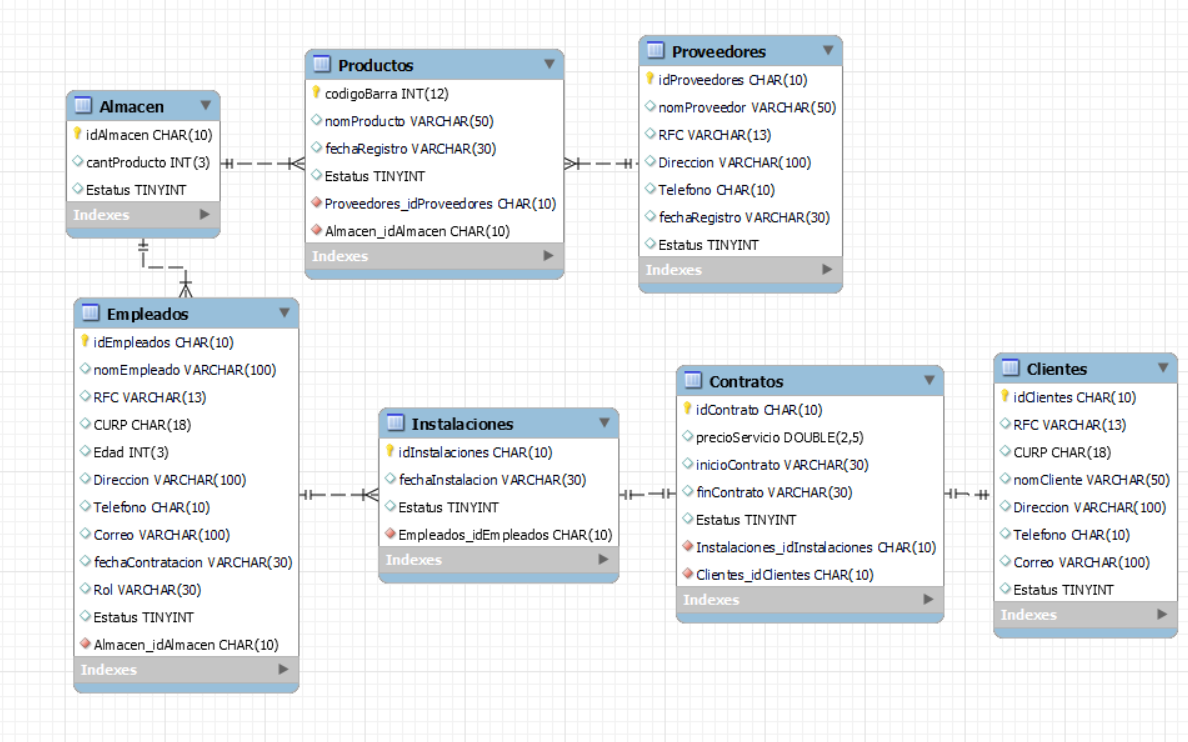 Almacen
idAlmacen CHAR(10)
cantProducto INT(3)
Estatus TINYINT
Indexes
Productos
codigoBarra INT(12)
nomProducto VARCHAR(50)
fechaRegistro VARCHAR(30)
Estatus TINYINT
Proveedores_idProveedores CHAR(10)
Almacen_idAlmacen CHAR(10)
Indexes
Proveedores
idProveedores CHAR(10)
nomProveedor VARCHAR(50)
RFC VARCHAR(13)
Direccion VARCHAR(100)
Telefono CHAR(10)
fechaRegistro VARCHAR(30)
Estatus TINYINT
Indexes
Empleados
idEmpleados CHAR(10)
nomEmpleado VARCHAR(100)
RFC VARCHAR(13)
CURP CHAR(18)
Edad INT(3)
Direccion VARCHAR(100)
Telefono CHAR(10)
Correo VARCHAR(100)
fechaContratacion VARCHAR(30)
Rol VARCHAR(30)
Estatus TINYINT
Almacen_idAlmacen CHAR(10)
Indexes
Instalaciones
idInstalaciones CHAR(10)
fechaInstalacion VARCHAR(30)
Estatus TINYINT
Empleados_idEmpleados CHAR(10)
Indexes
Contratos
idContrato CHAR(10)
precioServicio DOUBLE(2,5)
inicioContrato VARCHAR(30)
finContrato VARCHAR(30)
Estatus TINYINT
Instalaciones_idInstalaciones CHAR(10)
Clientes_idClientes CHAR(10)
Indexes
Clientes
idClientes CHAR(10)
RFC VARCHAR(13)
CURP CHAR(18)
nomCliente VARCHAR(50)
Direccion VARCHAR(100)
Telefono CHAR(10)
Correo VARCHAR(100)
Estatus TINYINT
Indexes